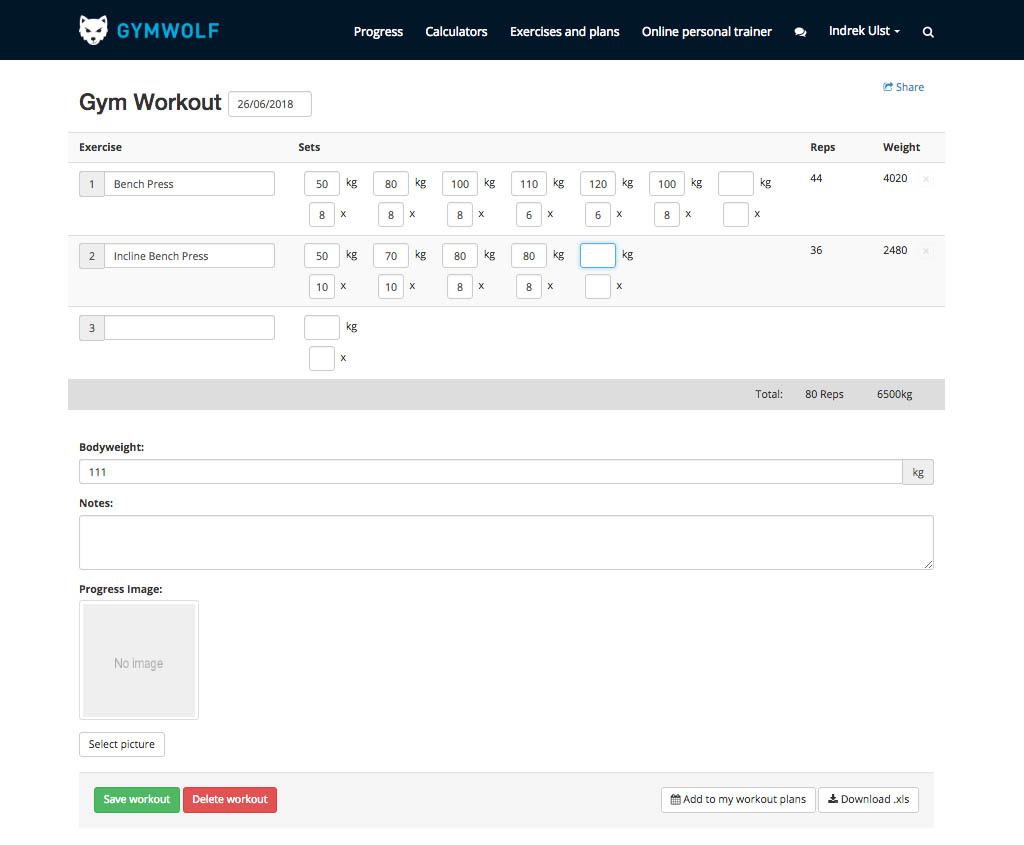 GYMWOLF
Progress Calculators Exercises and plans Online personal trainer Indrek Ulst
Share
Gym Workout 26/06/2018
Exercise Sets Reps Weight
1 Bench Press 50 kg 80 kg 100 kg 110 kg 120 kg 100 kg kg 44 4020 ×
8 x 8 x 8 x 6 x 6 x 8 x x
2 Incline Bench Press 50 kg 70 kg 80 kg 80 kg kg 36 2480 ×
10 x 10 x 8 x 8 x x
3 kg
x
Total: 80 Reps 6500kg
Bodyweight:
111 kg
Notes:
Progress Image:
No image
Select picture
Save workout Delete workout Add to my workout plans Download .xls